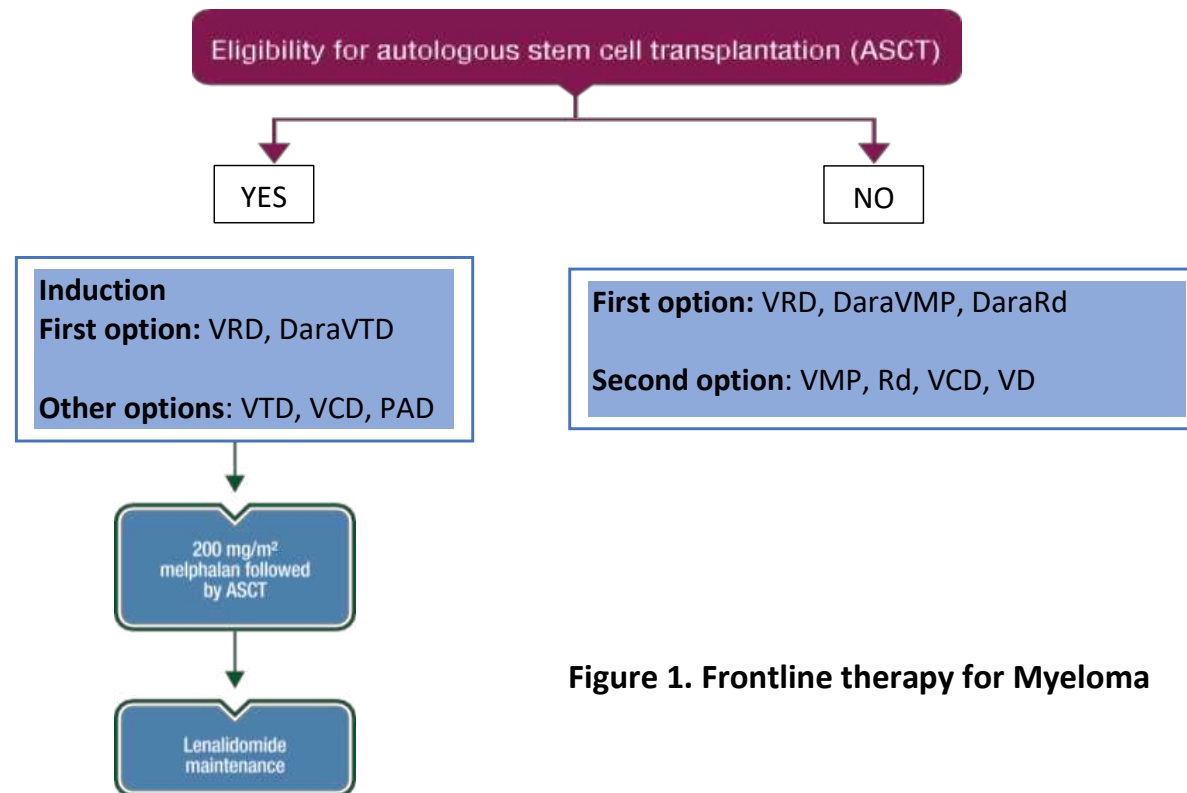 Eligibility for autologous stem cell transplantation (ASCT)
YES
NO
Induction
First option: VRD, DaraVTD
Other options: VTD, VCD, PAD
First option: VRD, DaraVMP, DaraRd
Second option: VMP, Rd, VCD, VD
200 mg/m²
melphalan followed
by ASCT
Lenalidomide
maintenance
Figure 1. Frontline therapy for Myeloma